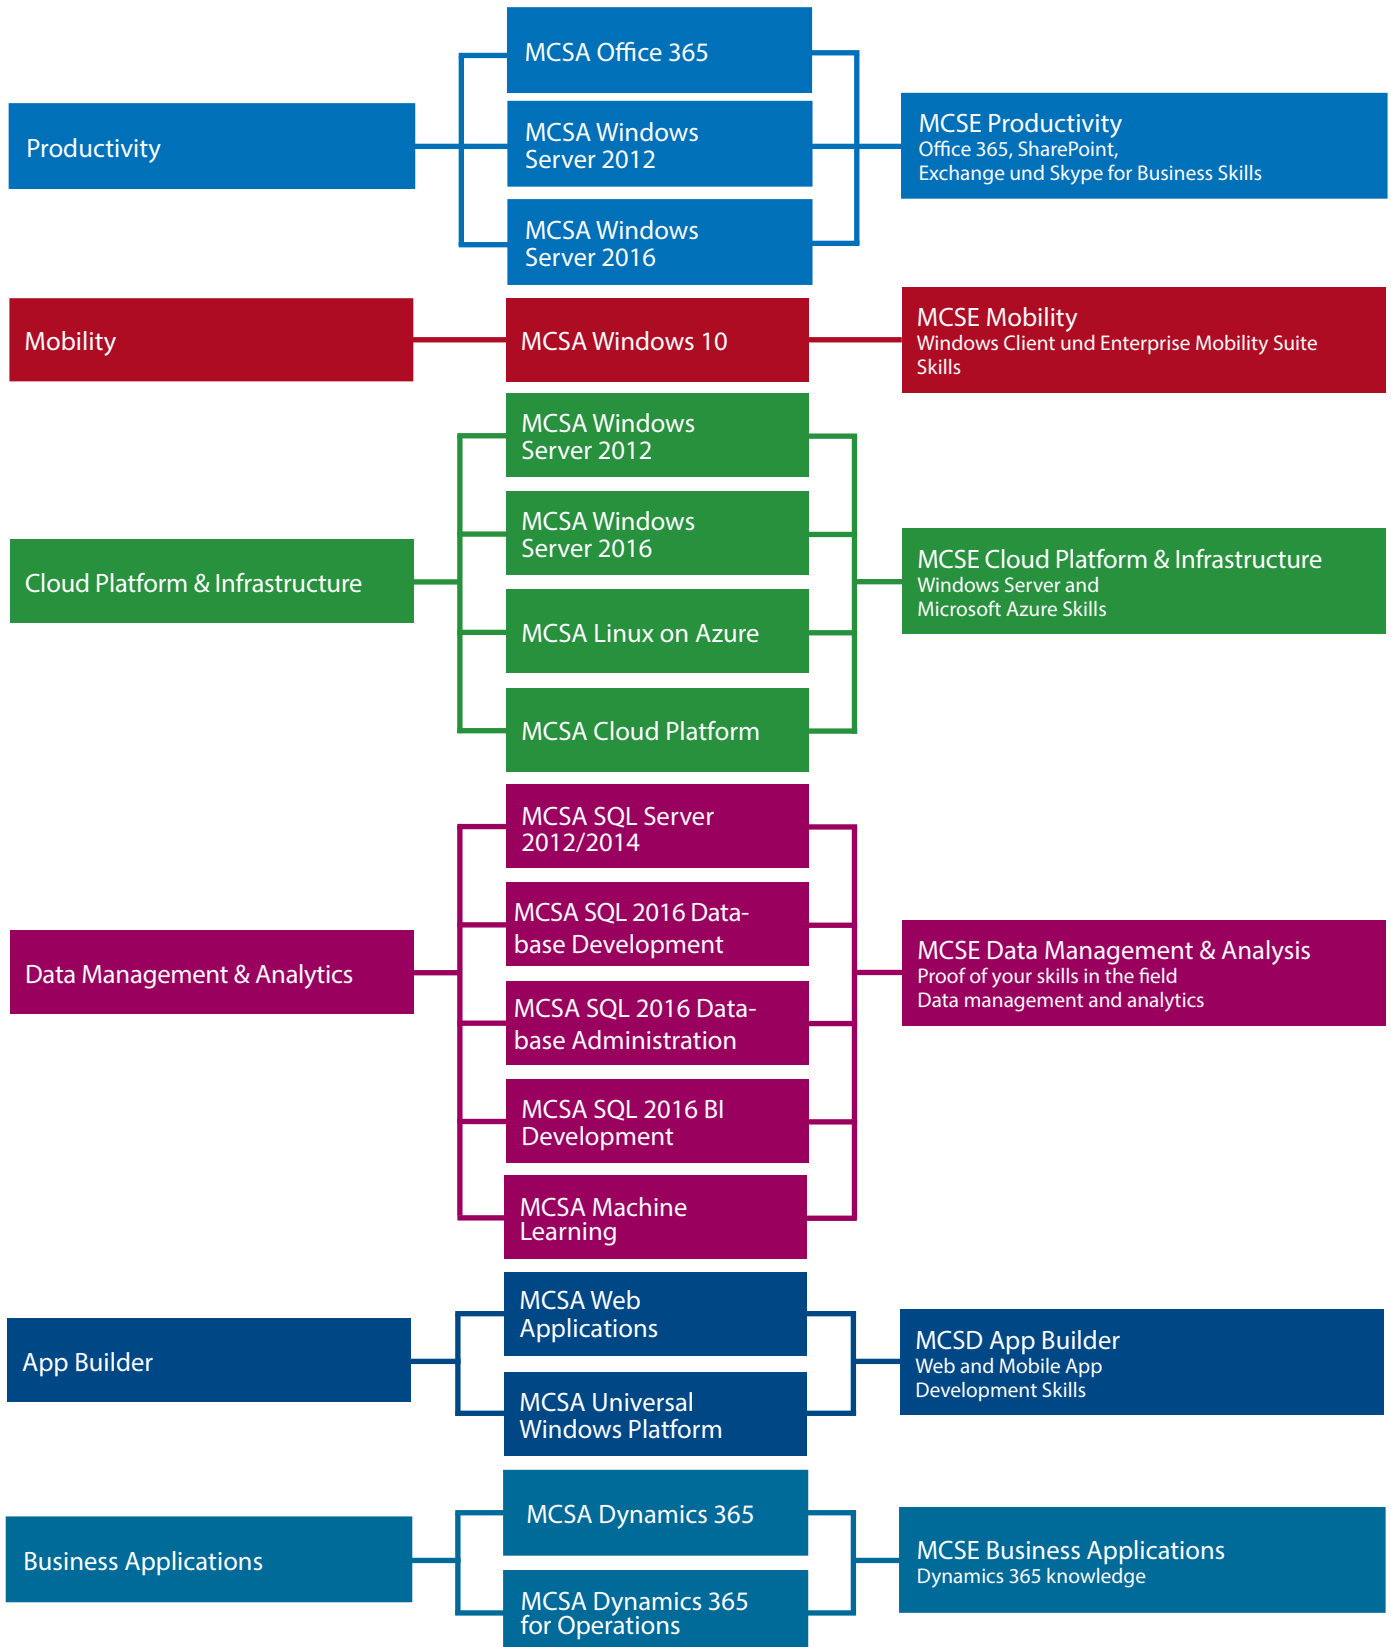 Productivity
MCSA Office 365
MCSA Windows
Server 2012
MCSA Windows
Server 2016
MCSE Productivity
Office 365, SharePoint,
Exchange und Skype for Business Skills
Mobility
MCSA Windows 10
MCSE Mobility
Windows Client und Enterprise Mobility Suite
Skills
Cloud Platform & Infrastructure
MCSA Windows
Server 2012
MCSA Windows
Server 2016
MCSA Linux on Azure
MCSA Cloud Platform
MCSE Cloud Platform & Infrastructure
Windows Server and
Microsoft Azure Skills
Data Management & Analytics
MCSA SQL Server
2012/2014
MCSA SQL 2016 Data-
base Development
MCSA SQL 2016 Data-
base Administration
MCSA SQL 2016 BI
Development
MCSA Machine
Learning
MCSE Data Management & Analysis
Proof of your skills in the field
Data management and analytics
App Builder
MCSA Web
Applications
MCSA Universal
Windows Platform
MCSD App Builder
Web and Mobile App
Development Skills
Business Applications
MCSA Dynamics 365
MCSA Dynamics 365
for Operations
MCSE Business Applications
Dynamics 365 knowledge